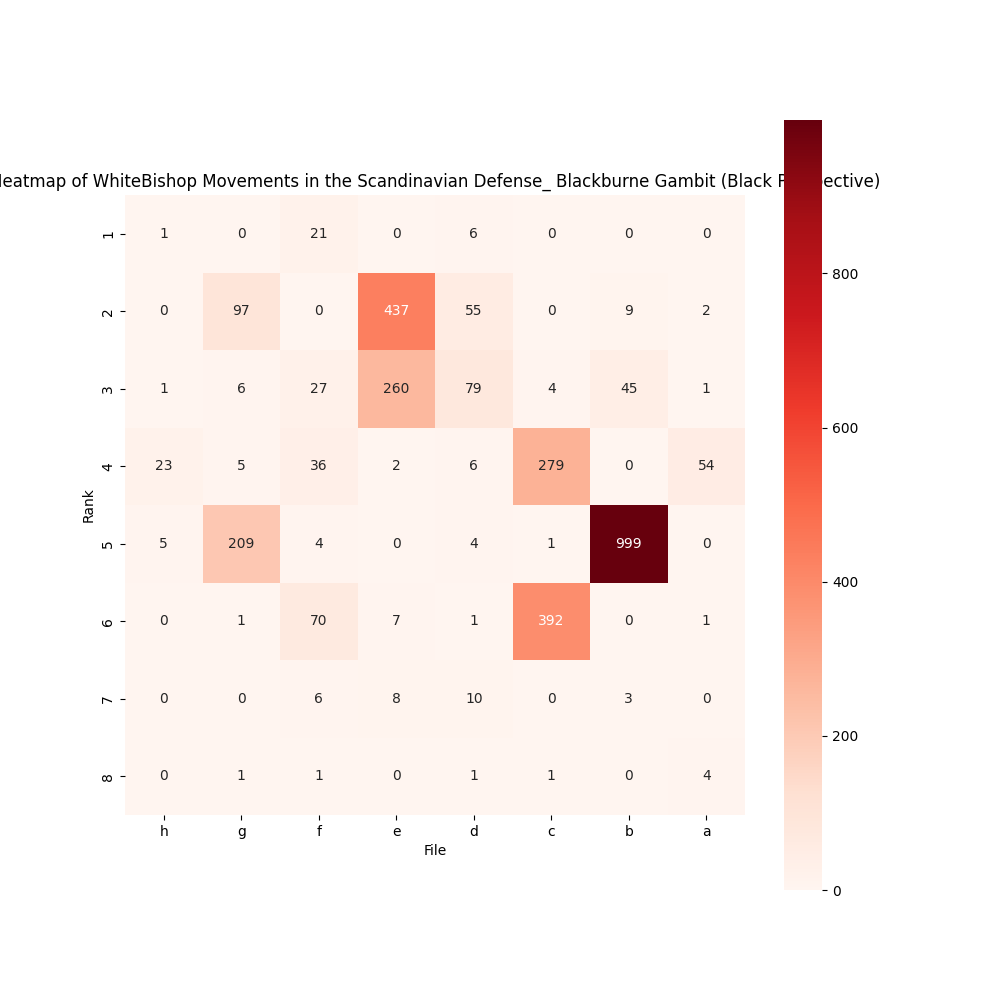 Heatmap of WhiteBishop Movements in the Scandinavian Defense_ Blackburne Gambit (Black Perspective)
1 1 0 21 0 6 0 0 0
2 0 97 0 437 55 0 9 2
3 1 6 27 260 79 4 45 1
4 23 5 36 2 6 279 0 54
5 5 209 4 0 4 1 999 0
6 0 1 70 7 1 392 0 1
7 0 0 6 8 10 0 3 0
8 0 1 1 0 1 1 0 4
h g f e d c b a
File
Rank
800
600
400
200
0